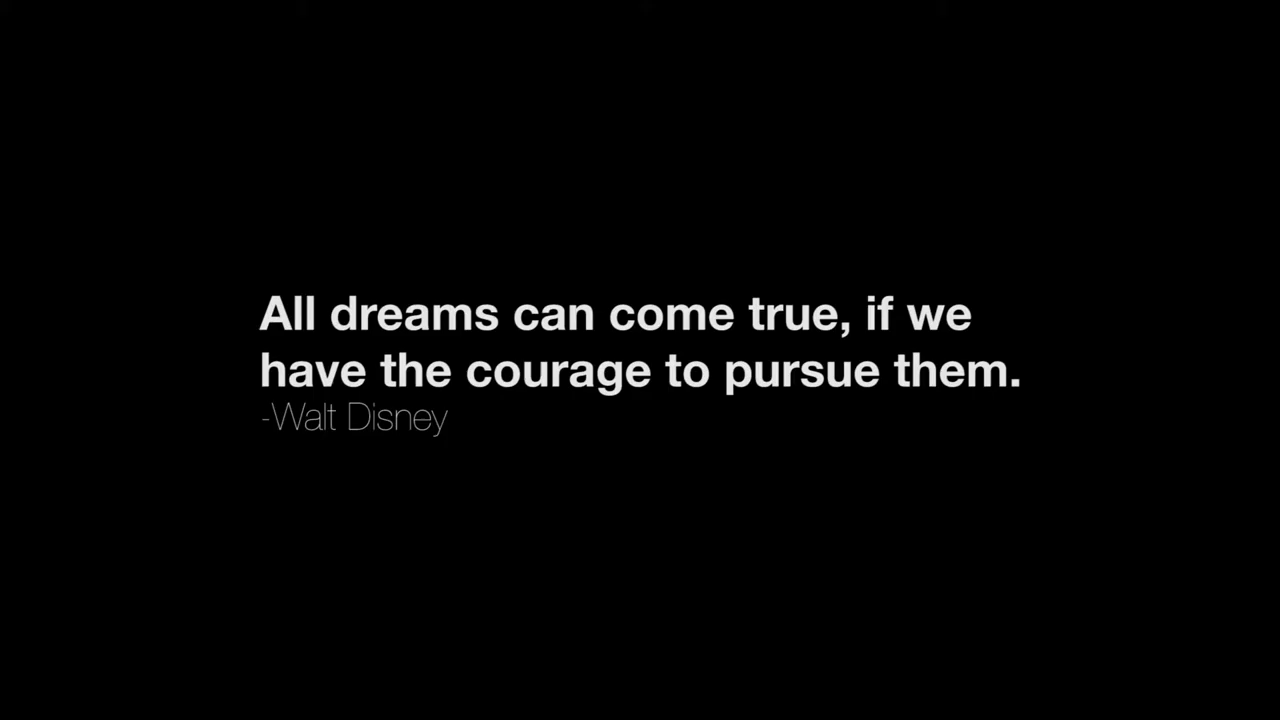 All dreams can come true, if we
have the courage to pursue them.
-Walt Disney